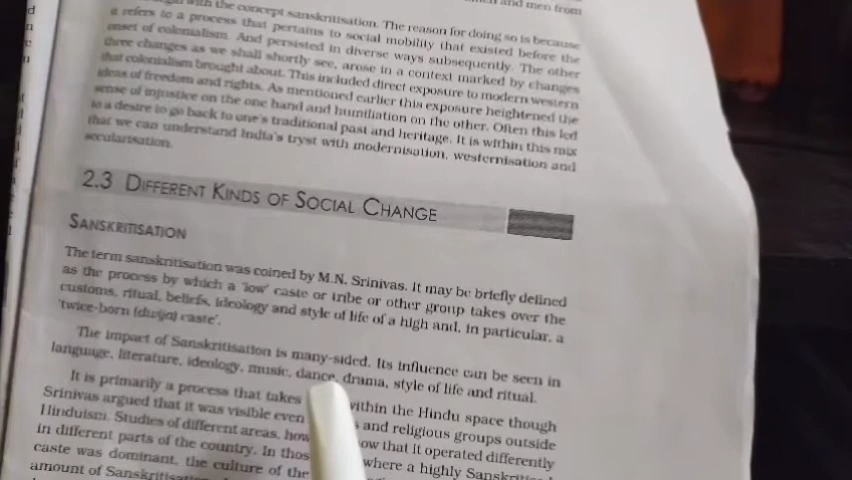 and men from
with the concept sanskritisation. The reason for doing so is because
it refers to a process that pertains to social mobility that existed before the
onset of colonialism. And persisted in diverse ways subsequently. The other
three changes as we shall shortly see, arose in a context marked by changes
that colonialism brought about. This included direct exposure to modern western
ideas of freedom and rights. As mentioned earlier this exposure heightened the
sense of injustice on the one hand and humiliation on the other. Often this led
to a desire to go back to one's traditional past and heritage. It is within this mix
that we can understand India's tryst with modernisation, westernisation and
secularisation.
2.3 DIFFERENT KINDS OF SOCIAL CHANGE
SANSKRITISATION
The term sanskritisation was coined by M.N. Srinivas. It may be briefly defined
as the process by which a 'low' caste or tribe or other group takes over the
customs, ritual, beliefs, ideology and style of life of a high and, in particular, a
'twice-born (dwija) caste'.
The impact of Sanskritisation is many-sided. Its influence can be seen in
language, literature, ideology, music, dance, drama, style of life and ritual.
It is primarily a process that takes within the Hindu space though
Srinivas argued that it was visible even and religious groups outside
Hinduism. Studies of different areas, how that it operated differently
in different parts of the country. In where a highly
caste was dominant, the culture of the
amount of